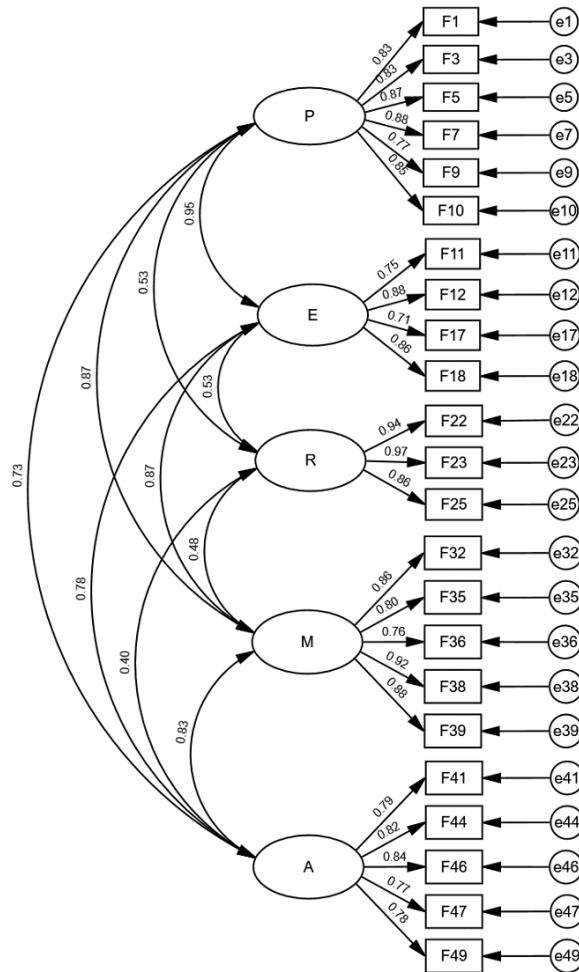 F1 e1
0.83
F3 e3
0.83
F5 e5
0.87
P
F7 e7
0.88
F9 e9
0.77
F10 e10
0.85
0.95
F11 e11
0.75
F12 e12
0.88
0.53
E
F17 e17
0.71
F18 e18
0.86
0.87
0.53
F22 e22
0.94
R
F23 e23
0.97
0.73
0.87
F25 e25
0.86
0.48
F32 e32
0.86
0.78
F35 e35
0.80
M
F36 e36
0.76
0.40
F38 e38
0.92
F39 e39
0.88
0.83
F41 e41
0.79
F44 e44
0.82
A
F46 e46
0.84
F47 e47
0.77
F49 e49
0.78